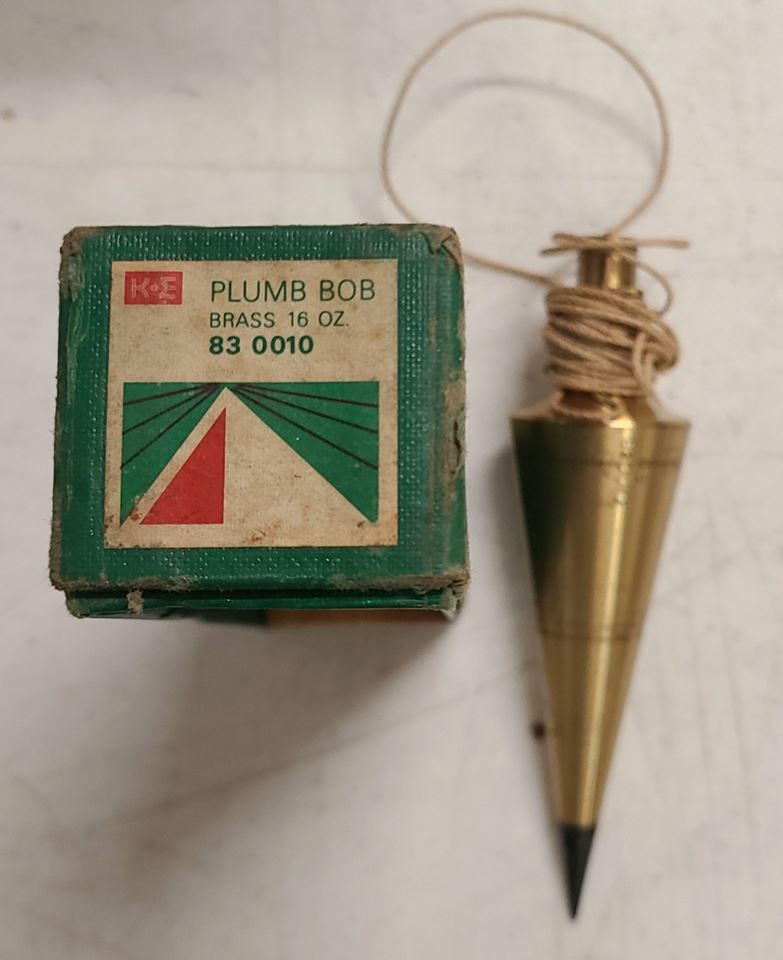 K+E
PLUMB BOB
BRASS 16 OZ.
83 0010